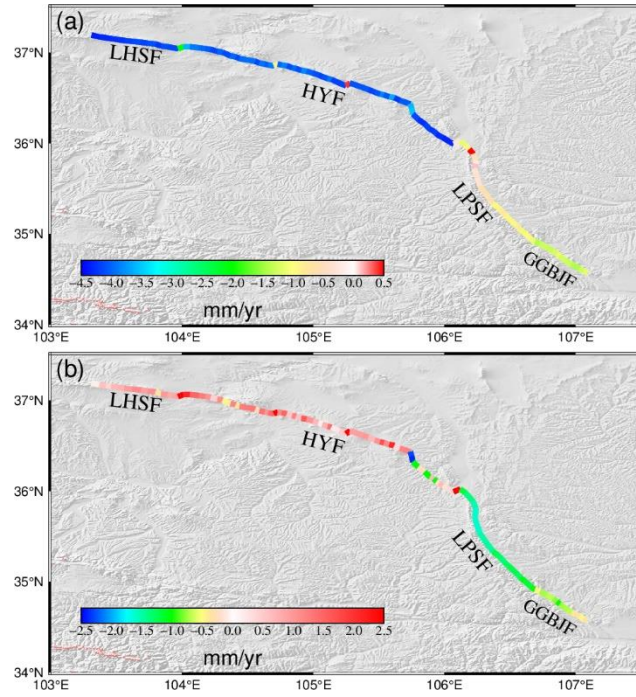 (a)
37°N
LHSF
HYF
36°N
LPSF
35°N
GGBJF
−4.5 −4.0 −3.5 −3.0 −2.5 −2.0 −1.5 −1.0 −0.5 0.0 0.5
mm/yr
34°N
103°E 104°E 105°E 106°E 107°E
(b)
37°N
LHSF
HYF
36°N
LPSF
35°N
GGBJF
−2.5 −2.0 −1.5 −1.0 −0.5 0.0 0.5 1.0 1.5 2.0 2.5
mm/yr
34°N
103°E 104°E 105°E 106°E 107°E